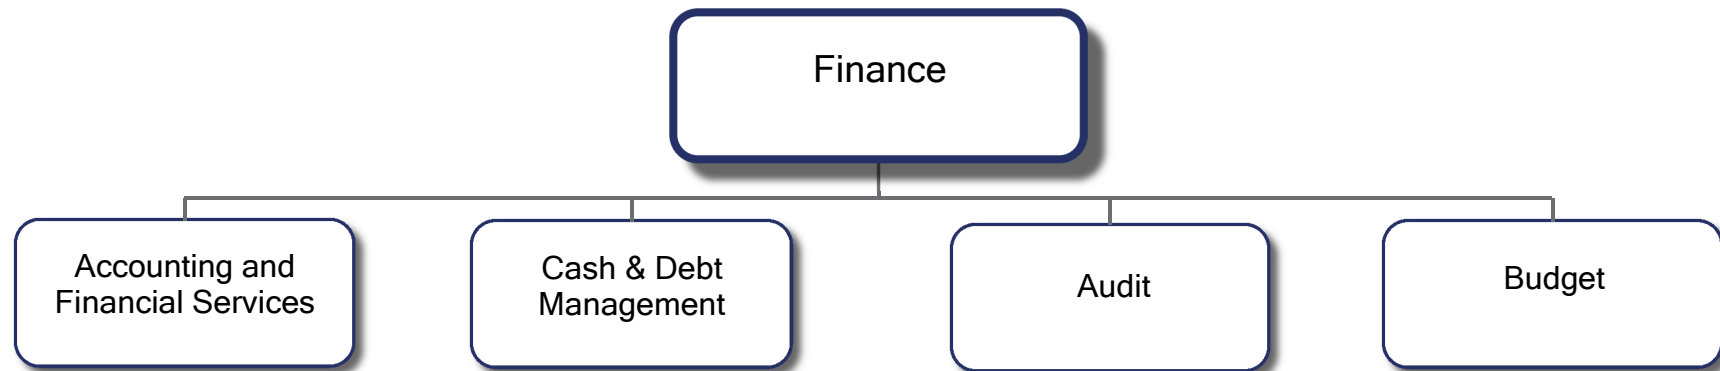 Finance
Accounting and
Financial Services
Cash & Debt
Management
Audit
Budget